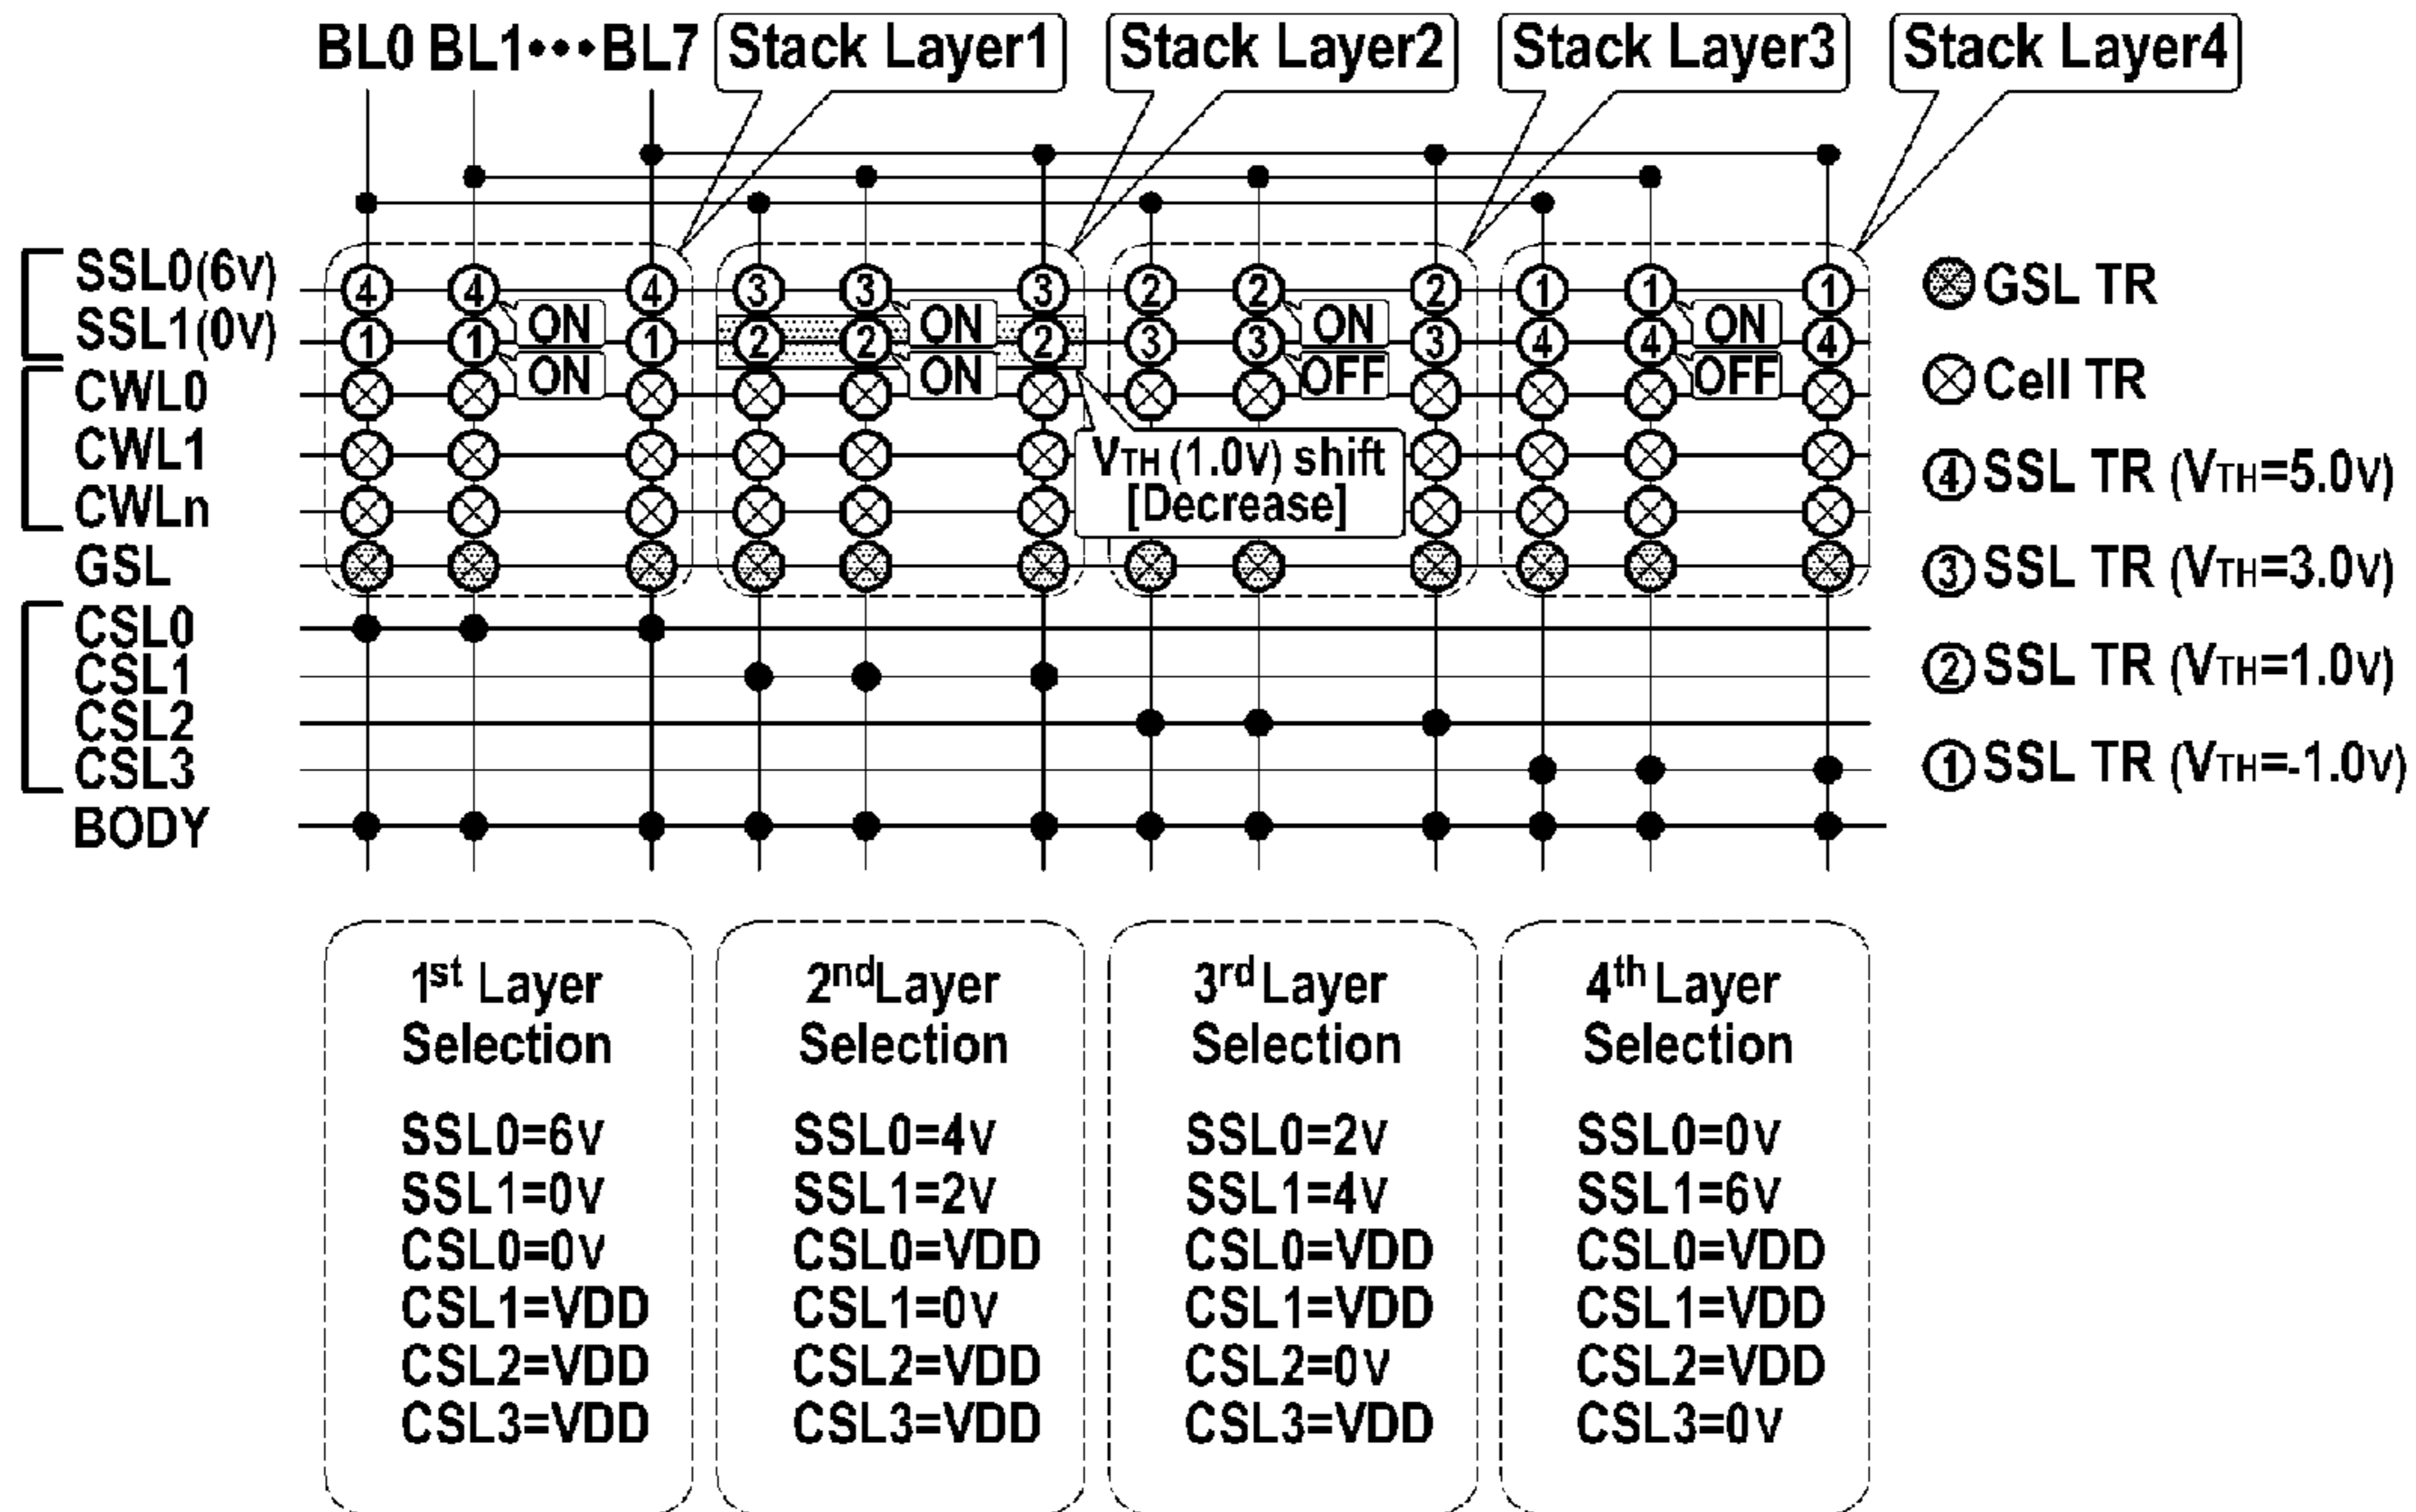 BL0 BL1•••BL7
Stack Layer1
Stack Layer2
Stack Layer3
Stack Layer4
SSL0(6V) 4 4 4 3 3 3 2 2 2 1 1 1
ON ON ON ON
SSL1(0V) 1 1 1 2 2 2 3 3 3 4 4 4
ON ON OFF OFF
CWL0
CWL1
CWLn
GSL
CSL0
CSL1
CSL2
CSL3
BODY
VTH (1.0V) shift
[Decrease]
GSL TR
Cell TR
④ SSL TR (VTH=5.0V)
③ SSL TR (VTH=3.0V)
② SSL TR (VTH=1.0V)
① SSL TR (VTH=-1.0V)
1st Layer
Selection
SSL0=6V
SSL1=0V
CSL0=0V
CSL1=VDD
CSL2=VDD
CSL3=VDD
2nd Layer
Selection
SSL0=4V
SSL1=2V
CSL0=VDD
CSL1=0V
CSL2=VDD
CSL3=VDD
3rd Layer
Selection
SSL0=2V
SSL1=4V
CSL0=VDD
CSL1=VDD
CSL2=0V
CSL3=VDD
4th Layer
Selection
SSL0=0V
SSL1=6V
CSL0=VDD
CSL1=VDD
CSL2=VDD
CSL3=0V